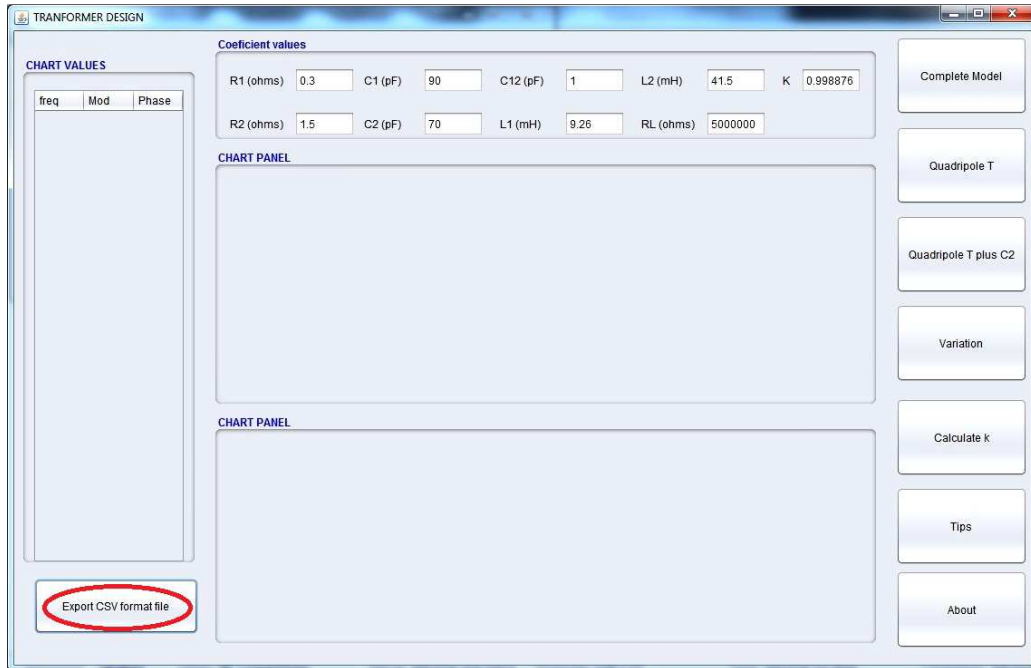 TRANFORMER DESIGN
CHART VALUES
freq Mod Phase
Export CSV format file
Coeficient values
R1 (ohms) 0.3 C1 (pF) 90 C12 (pF) 1 L2 (mH) 41.5 K 0.998876
R2 (ohms) 1.5 C2 (pF) 70 L1 (mH) 9.26 RL (ohms) 5000000
CHART PANEL
CHART PANEL
Complete Model
Quadripole T
Quadripole T plus C2
Variation
Calculate k
Tips
About